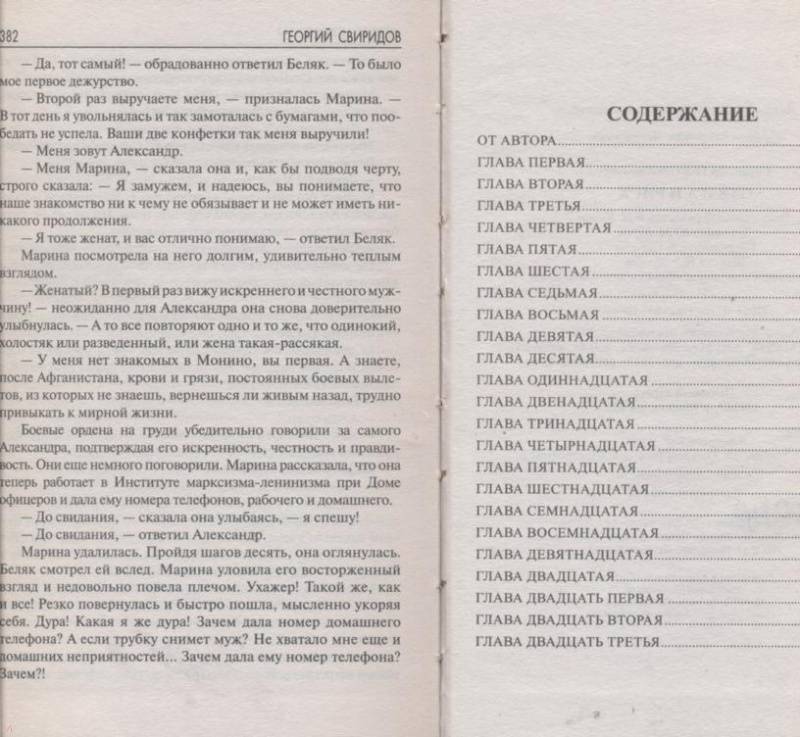 382 ГЕОРГИЙ СВИРИДОВ
— Да, тот самый! — обрадованно ответил Беляк. — То было
мое первое дежурство.
— Второй раз выручаете меня, — призналась Марина. —
В тот день я увольнялась и так замоталась с бумагами, что поо-
бедать не успела. Ваши две конфетки так меня выручили!
— Меня зовут Александр.
— Меня Марина, — сказала она и, как бы подводя черту,
строго сказала: — Я замужем, и надеюсь, вы понимаете, что
наше знакомство ни к чему не обязывает и не может иметь ни-
какого продолжения.
— Я тоже женат, и вас отлично понимаю, — ответил Беляк.
Марина посмотрела на него долгим, удивительно теплым
взглядом.
— Женатый? В первый раз вижу искреннего и честного муж-
чину! — неожиданно для Александра она снова доверительно
улыбнулась. — А то все повторяют одно и то же, что одинокий,
холостяк или разведенный, или жена такая-рассякая.
— У меня нет знакомых в Монино, вы первая. А знаете,
после Афганистана, крови и грязи, постоянных боевых выле-
тов, из которых не знаешь, вернешься ли живым назад, трудно
привыкать к мирной жизни.
Боевые ордена на груди убедительно говорили за самого
Александра, подтверждая его искренность, честность и правди-
вость. Они еще немного поговорили. Марина рассказала, что она
теперь работает в Институте марксизма-ленинизма при Доме
офицеров и дала ему номера телефонов, рабочего и домашнего.
— До свидания, — сказала она улыбаясь, — я спешу!
— До свидания, — ответил Александр.
Марина удалилась. Пройдя шагов десять, она оглянулась.
Беляк смотрел ей вслед. Марина уловила его восторженный
взгляд и недовольно повела плечом. Ухажер! Такой же, как
и все! Резко повернулась и быстро пошла, мысленно укоряя
себя. Дура! Какая я же дура! Зачем дала номер домашнего
телефона? А если трубку снимет муж? Не хватало мне еще и
домашних неприятностей... Зачем дала ему номер телефона?
Зачем?!
СОДЕРЖАНИЕ
ОТ АВТОРА
ГЛАВА ПЕРВАЯ
ГЛАВА ВТОРАЯ
ГЛАВА ТРЕТЬЯ
ГЛАВА ЧЕТВЕРТАЯ
ГЛАВА ПЯТАЯ
ГЛАВА ШЕСТАЯ
ГЛАВА СЕДЬМАЯ
ГЛАВА ВОСЬМАЯ
ГЛАВА ДЕВЯТАЯ
ГЛАВА ДЕСЯТАЯ
ГЛАВА ОДИННАДЦАТАЯ
ГЛАВА ДВЕНАДЦАТАЯ
ГЛАВА ТРИНАДЦАТАЯ
ГЛАВА ЧЕТЫРНАДЦАТАЯ
ГЛАВА ПЯТНАДЦАТАЯ
ГЛАВА ШЕСТНАДЦАТАЯ
ГЛАВА СЕМНАДЦАТАЯ
ГЛАВА ВОСЕМНАДЦАТАЯ
ГЛАВА ДЕВЯТНАДЦАТАЯ
ГЛАВА ДВАДЦАТАЯ
ГЛАВА ДВАДЦАТЬ ПЕРВАЯ
ГЛАВА ДВАДЦАТЬ ВТОРАЯ
ГЛАВА ДВАДЦАТЬ ТРЕТЬЯ